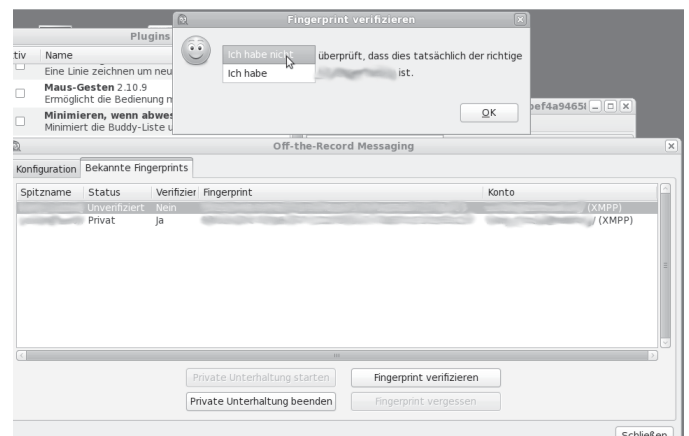 Fingerprint verifizieren
Plugins
Ich habe nicht überprüft, dass dies tatsächlich der richtige
Ich habe ist.
OK
tiv Name
Eine Linie zeichnen um neu
Maus-Gesten 2.10.9
Ermöglicht die Bedienung m
Minimieren, wenn abwes
Minimiert die Buddy-Liste u
Off-the-Record Messaging
Konfiguration Bekannte Fingerprints
Spitzname Status Verifizier Fingerprint Konto
Unverifiziert Nein (XMPP)
Privat Ja / (XMPP)
Private Unterhaltung starten Fingerprint verifizieren
Private Unterhaltung beenden Fingerprint vergessen
Schließen